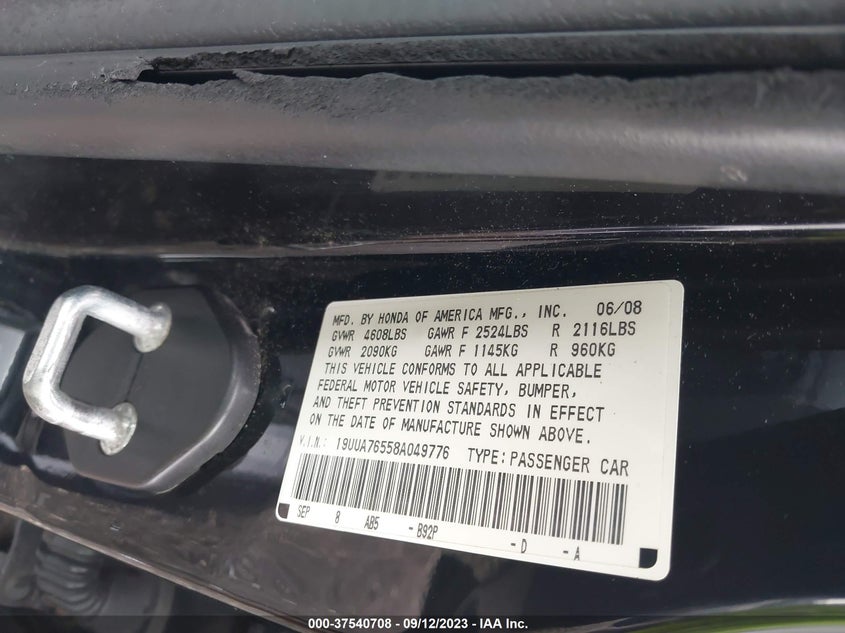 MFD. BY HONDA OF AMERICA MFG., INC. 06/08
GVWR 4608LBS GAWR F 2524LBS R 2116LBS
GVWR 2090KG GAWR F 1145KG R 960KG
THIS VEHICLE CONFORMS TO ALL APPLICABLE
FEDERAL MOTOR VEHICLE SAFETY, BUMPER,
AND THEFT PREVENTION STANDARDS IN EFFECT
ON THE DATE OF MANUFACTURE SHOWN ABOVE.
V.I.N.: 19UUA76558A049776 TYPE:PASSENGER CAR
SEP 8 AB5 -B92P -D -A
000-37540708 - 09/12/2023 - IAA Inc.